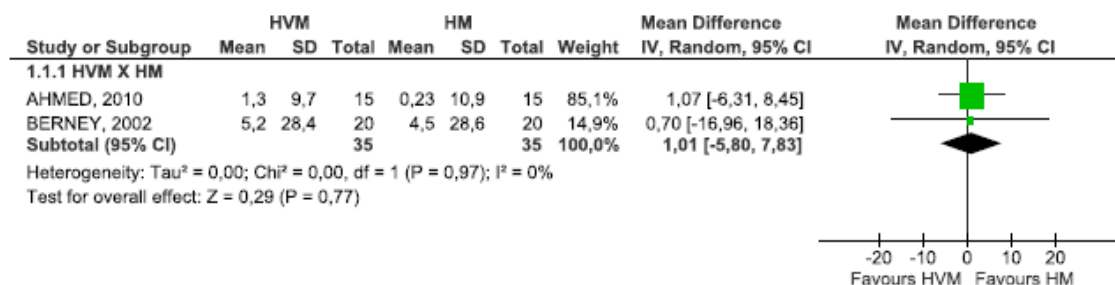 HVM HM Mean Difference Mean Difference
Study or Subgroup Mean SD Total Mean SD Total Weight IV, Random, 95% CI IV, Random, 95% CI
1.1.1 HVM X HM
AHMED, 2010 1,3 9,7 15 0,23 10,9 15 85,1% 1,07 [-6,31, 8,45]
BERNEY, 2002 5,2 28,4 20 4,5 28,6 20 14,9% 0,70 [-16,96, 18,36]
Subtotal (95% CI) 35 35 100,0% 1,01 [-5,80, 7,83]
Heterogeneity: Tau² = 0,00; Chi² = 0,00, df = 1 (P = 0,97); I² = 0%
Test for overall effect: Z = 0,29 (P = 0,77)
-20 -10 0 10 20
Favours HVM Favours HM